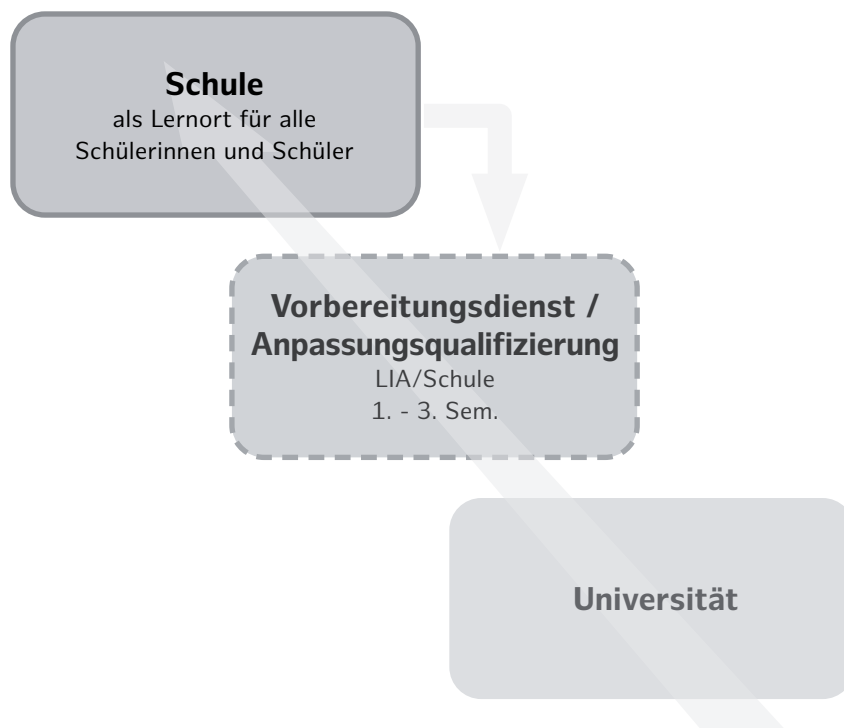 Schule
als Lernort für alle
Schülerinnen und Schüler
Vorbereitungsdienst /
Anpassungsqualifizierung
LIA/Schule
1. - 3. Sem.
Universität